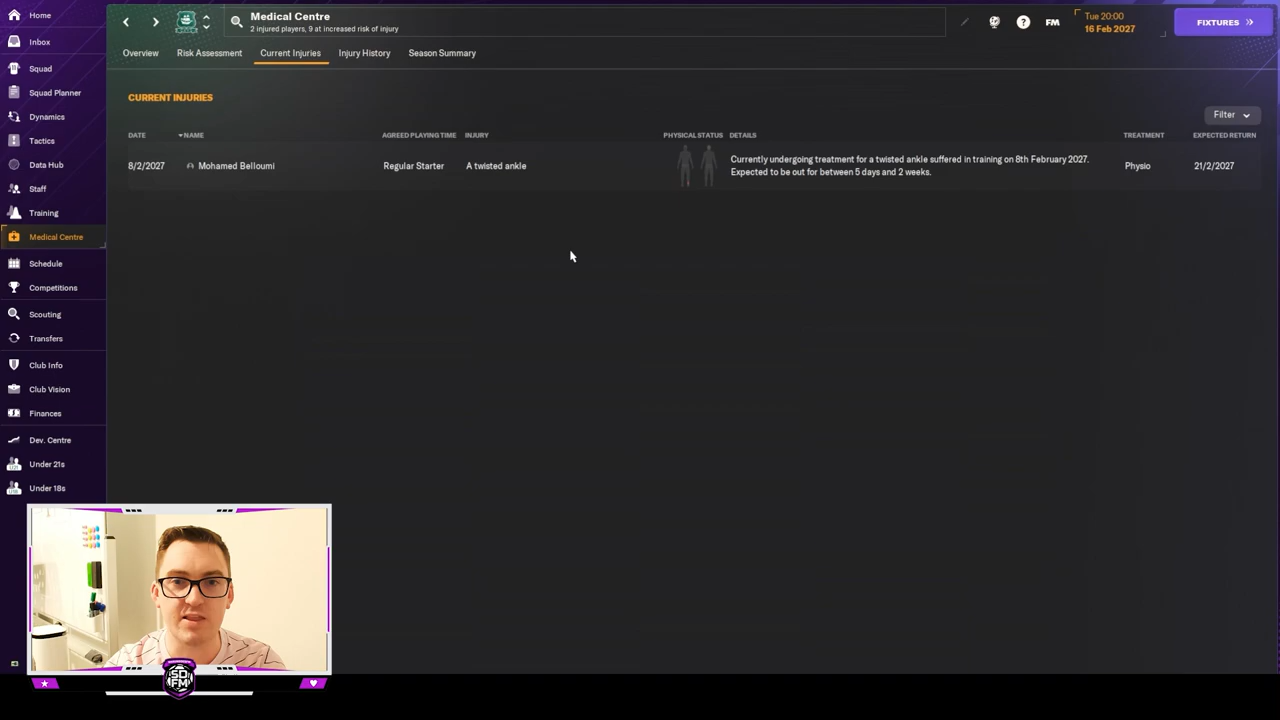 Home
Inbox
Squad
Squad Planner
Dynamics
Tactics
Data Hub
Staff
Training
Medical Centre
Schedule
Competitions
Scouting
Transfers
Club Info
Club Vision
Finances
Dev. Centre
Under 21s
Under 18s
Medical Centre
2 injured players, 9 at increased risk of injury
FM
Tue 20:00
16 Feb 2027
FIXTURES
Overview
Risk Assessment
Current Injuries
Injury History
Season Summary
CURRENT INJURIES
Filter
DATE NAME AGREED PLAYING TIME INJURY PHYSICAL STATUS DETAILS TREATMENT EXPECTED RETURN
8/2/2027 Mohamed Belloumi Regular Starter A twisted ankle Currently undergoing treatment for a twisted ankle suffered in training on 8th February 2027. Physio 21/2/2027
Expected to be out for between 5 days and 2 weeks.
SD
FM